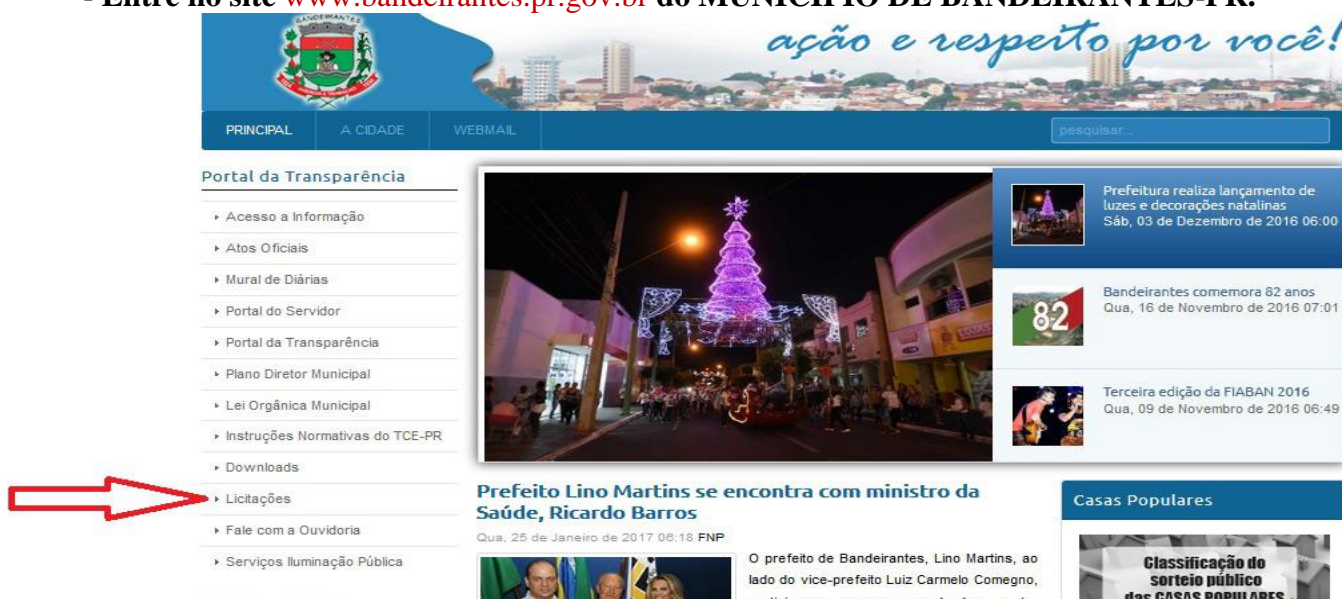 - Entre no site www.bandeirantes.pr.gov.br do MUNICÍPIO DE BANDEIRANTES-PR.
BANDEIRANTES
ação e respeito por você!
PRINCIPAL A CIDADE WEBMAIL pesquisar...
Portal da Transparência
Acesso a Informação
Atos Oficiais
Mural de Diárias
Portal do Servidor
Portal da Transparência
Plano Diretor Municipal
Lei Orgânica Municipal
Instruções Normativas do TCE-PR
Downloads
Licitações
Fale com a Ouvidoria
Serviços Iluminação Pública
Prefeitura realiza lançamento de
luzes e decorações natalinas
Sáb, 03 de Dezembro de 2016 06:00
82
Bandeirantes comemora 82 anos
Qua, 16 de Novembro de 2016 07:01
Terceira edição da FIABAN 2016
Qua, 09 de Novembro de 2016 06:49
Prefeito Lino Martins se encontra com ministro da
Saúde, Ricardo Barros
Qua, 25 de Janeiro de 2017 06:18 FNP
O prefeito de Bandeirantes, Lino Martins, ao
lado do vice-prefeito Luiz Carmelo Comegno,
Casas Populares
Classificação do
sorteio público
das CASAS POPULARES